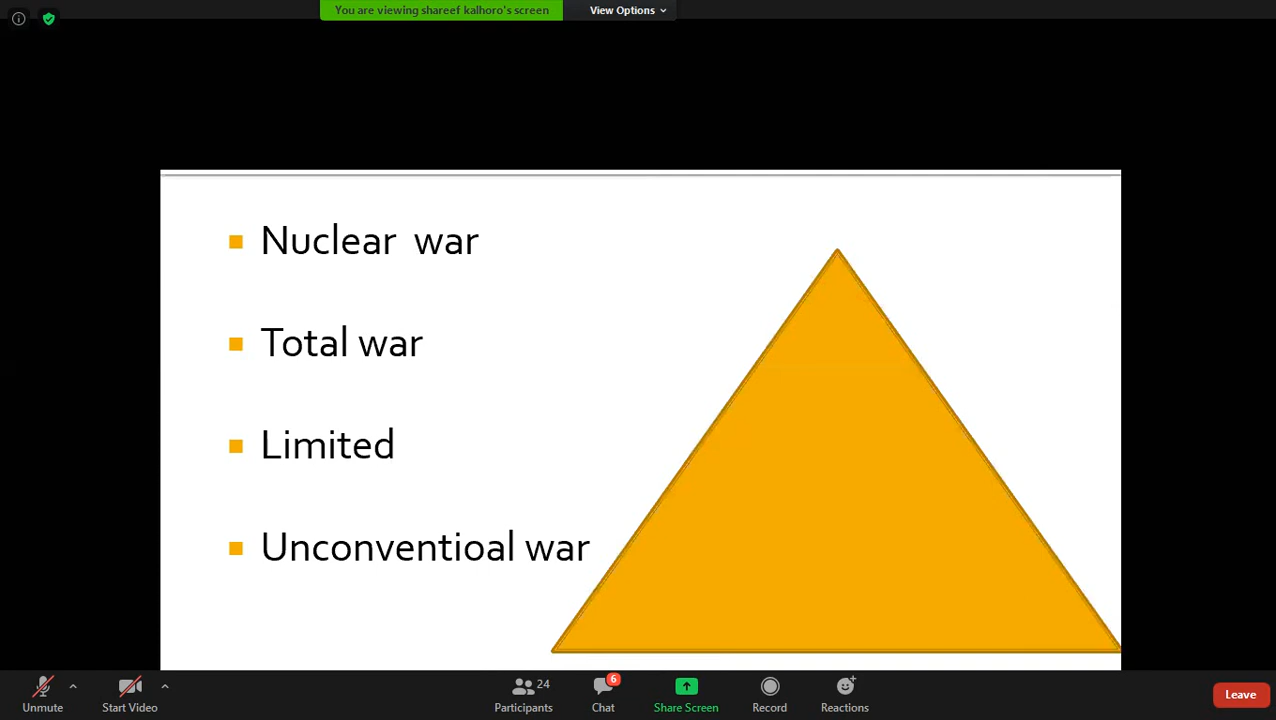 You are viewing shareef kalhoro's screen
View Options
Nuclear war
Total war
Limited
Unconventioal war
Unmute
Start Video
24
Participants
6
Chat
Share Screen
Record
Reactions
Leave